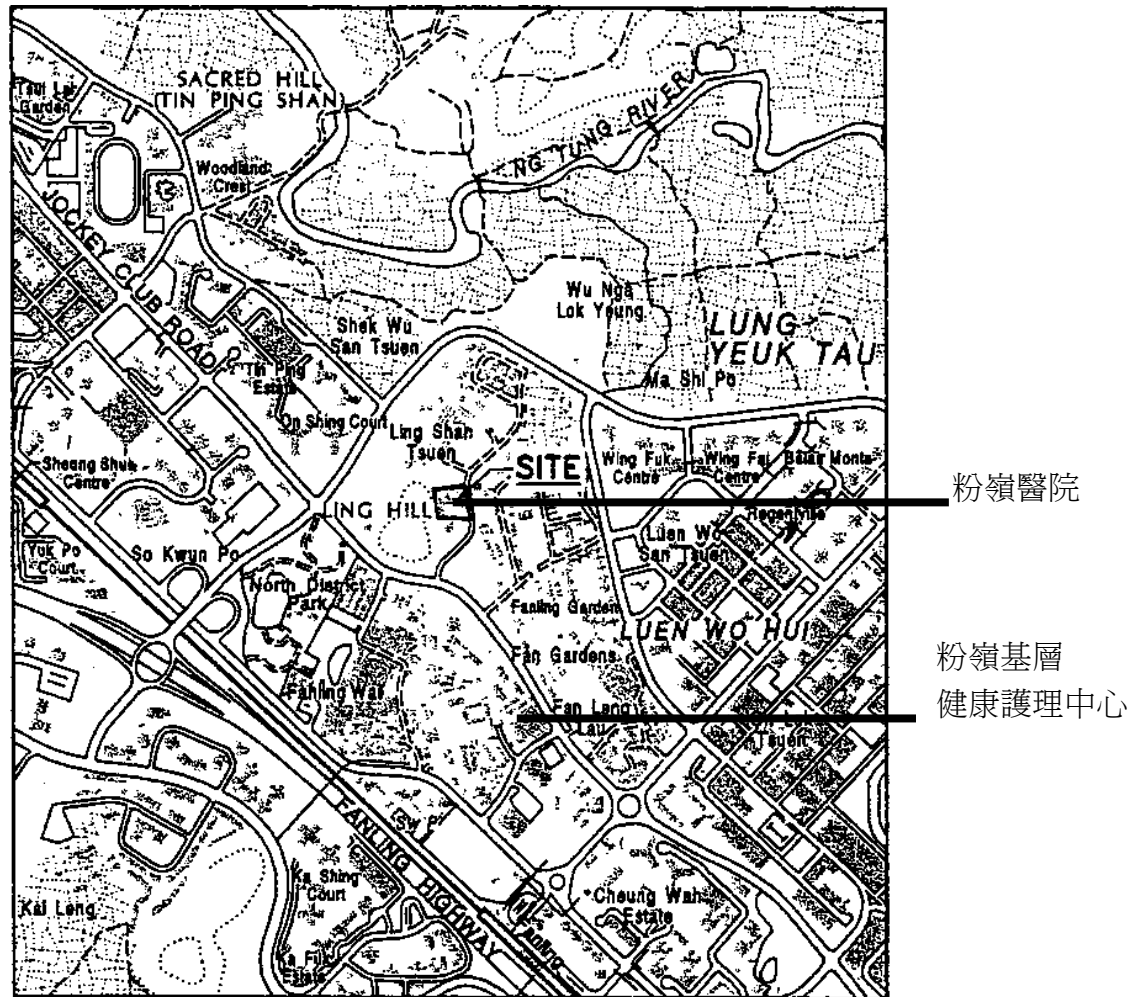 SACRED HILL
(TIN PING SHAN)
Tsui Lai
Garden
NG TUNG RIVER
Woodland
Crest
JOCKEY CLUB ROAD
Wu Nga
Lok Yeung
Shek Wu
San Tsuen
LUNG
YEUK TAU
Tin Ping
Estate
Ma Shi Po
On Shing Court
Ling Shan
Tsuen
Sheung Shui
Centre
SITE
Wing Fuk
Centre
Wing Fai
Centre
Belair Monte
粉嶺醫院
LING HILL
Regentville
Luen Wo
San Tsuen
So Kwun Po
Yuk Po
Court
North District
Park
Fanling Garden
LUEN WO HUI
Fan Gardens
粉嶺基層
健康護理中心
Fanling Wai
Fan Leng
Lau
Tsuen
FANLING HIGHWAY
Ka Shing
Court
Kai Leng
Cheung Wah
Estate
Fanling
Ka Fuk
Estate